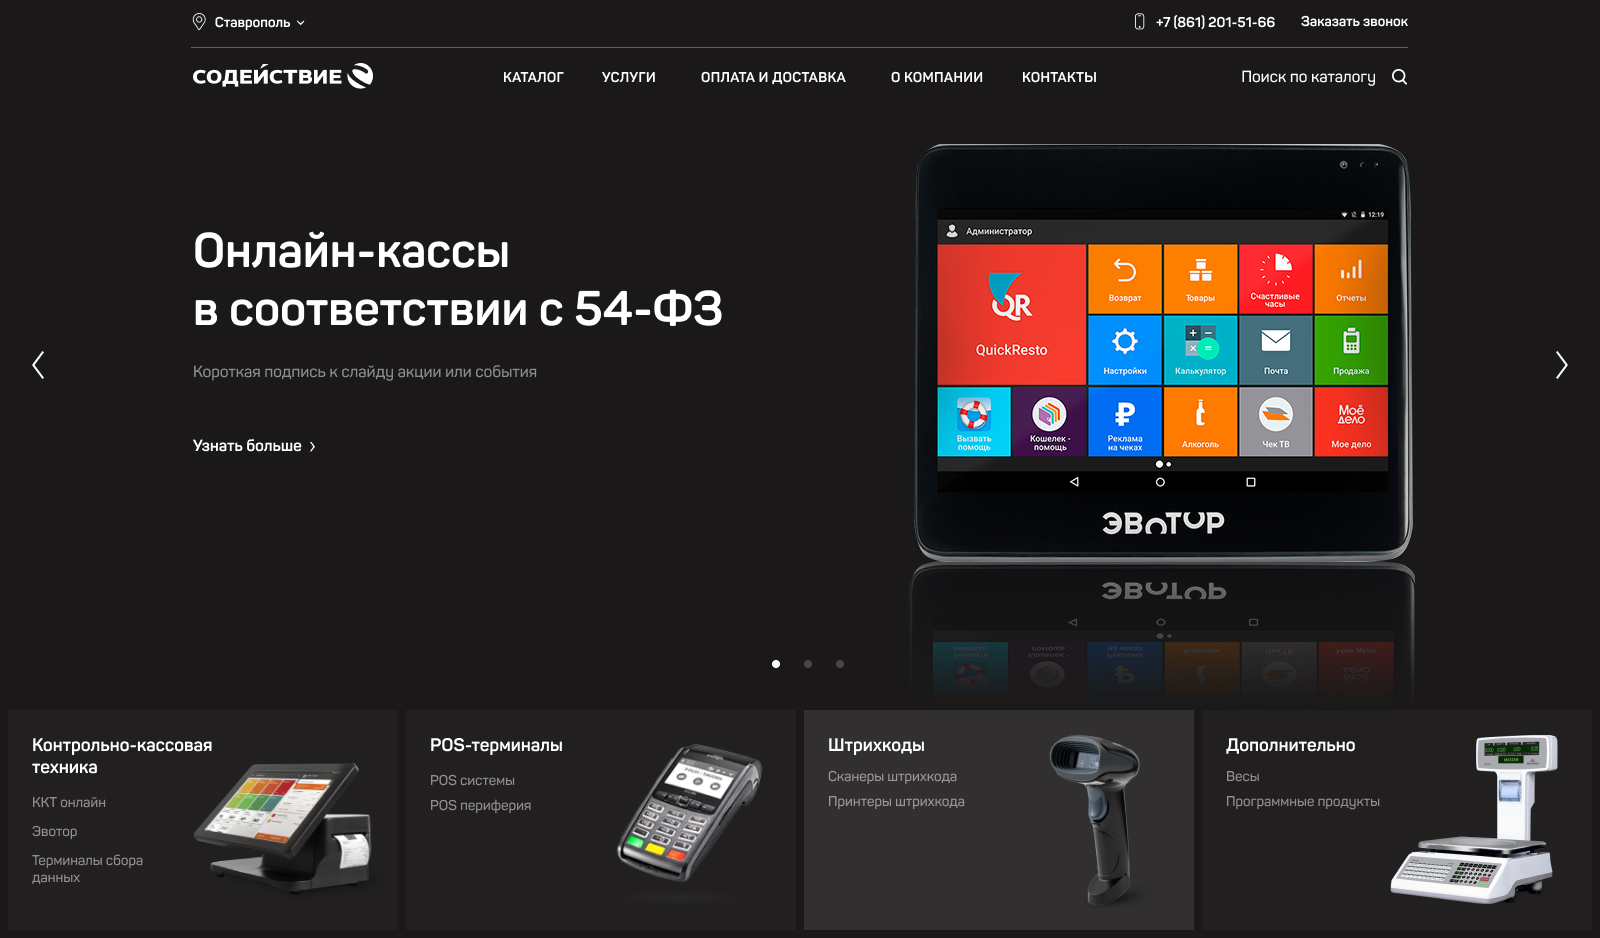 Ставрополь
+7 (861) 201-51-66
Заказать звонок
СОДЕЙСТВИЕ
КАТАЛОГ
УСЛУГИ
ОПЛАТА И ДОСТАВКА
О КОМПАНИИ
КОНТАКТЫ
Поиск по каталогу
Онлайн-кассы
в соответствии с 54-ФЗ
Короткая подпись к слайду акции или события
Узнать больше
12:19
Администратор
QR
QuickResto
Возврат
Товары
Счастливые
часы
Отчеты
Настройки
Калькулятор
Почта
Продажа
Вызвать
помощь
Кошелек -
помощь
Реклама
на чеках
Алкоголь
Чек ТВ
Моё
дело
Мое дело
ЭВОТОР
Контрольно-кассовая
техника
ККТ онлайн
Эвотор
Терминалы сбора
данных
POS-терминалы
POS системы
POS периферия
Штрихкоды
Сканеры штрихкода
Принтеры штрихкода
Дополнительно
Весы
Программные продукты